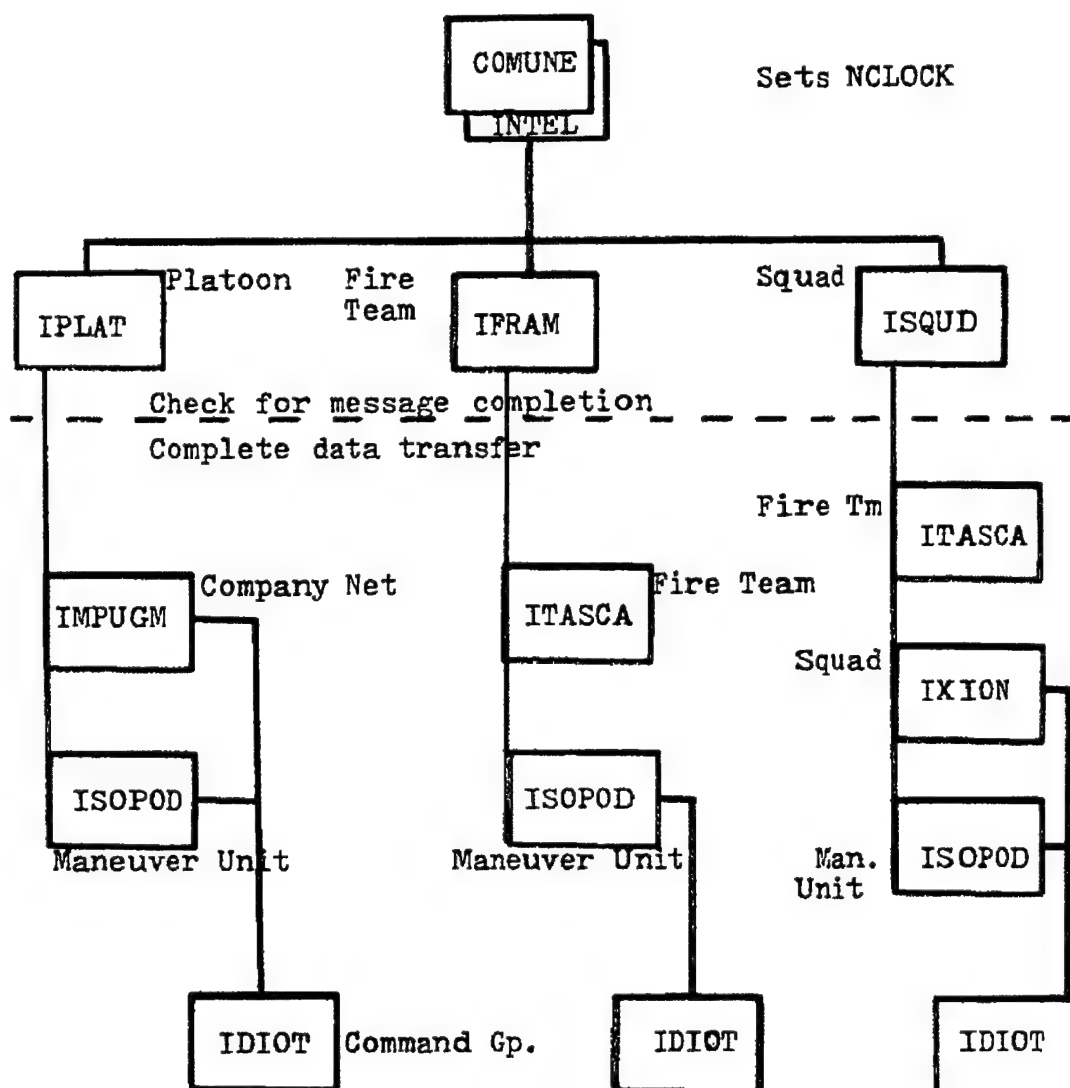 COMUNE
Sets NCLOCK
INTEL
Platoon
Fire
Team
Squad
IPLAT
IFRAM
ISQUD
Check for message completion
Complete data transfer
Fire Tm
ITASCA
Company Net
IMPUGM
ITASCA
Fire Team
Squad
IXION
ISOPOD
Maneuver Unit
ISOPOD
Maneuver Unit
Man.
Unit
ISOPOD
IDIOT
Command Gp.
IDIOT
IDIOT